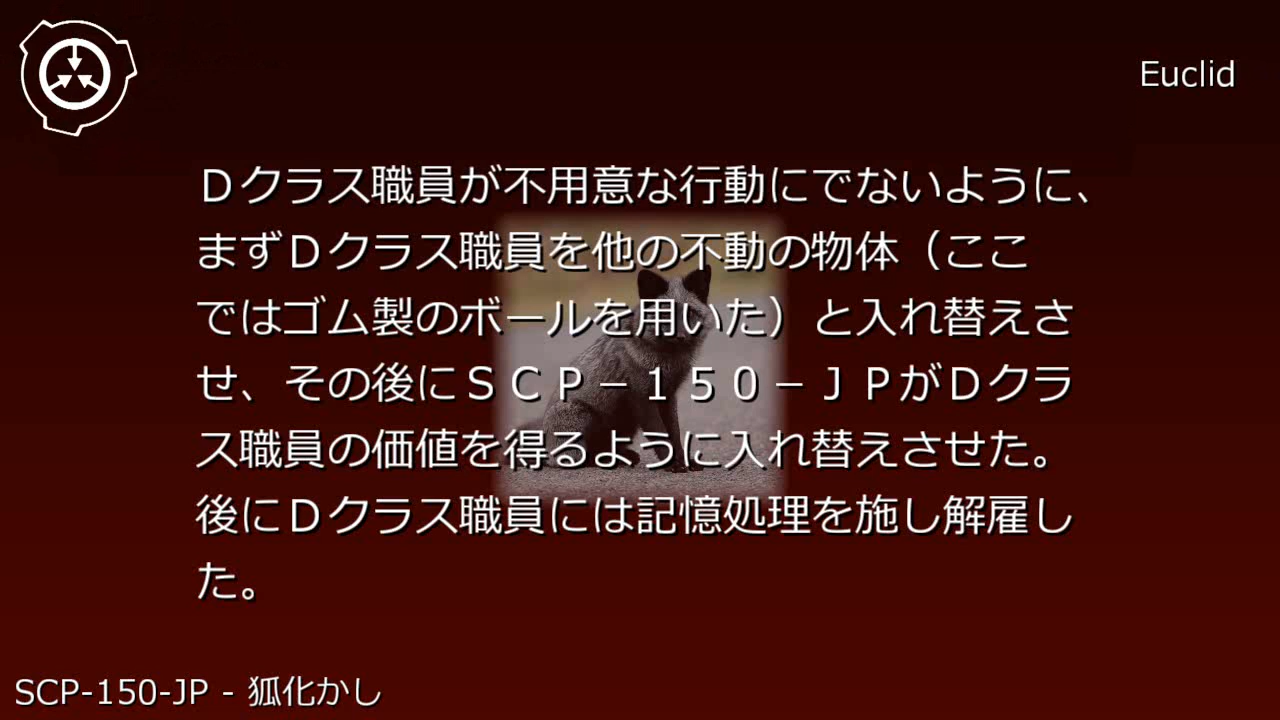 Euclid
Ｄクラス職員が不用意な行動にでないように、
まずＤクラス職員を他の不動の物体（ここ
ではゴム製のボールを用いた）と入れ替えさ
せ、その後にＳＣＰ－１５０－ＪＰがＤクラ
ス職員の価値を得るように入れ替えさせた。
後にＤクラス職員には記憶処理を施し解雇し
た。
SCP-150-JP - 狐化かし